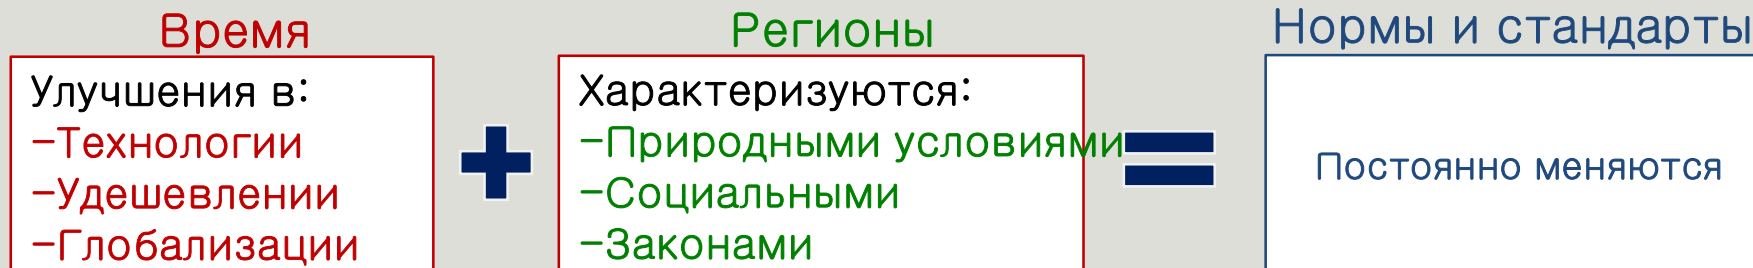 Время
Улучшения в:
-Технологии
-Удешевлении
-Глобализации
+
Регионы
Характеризуются:
-Природными условиями
-Социальными
-Законами
=
Нормы и стандарты
Постоянно меняются